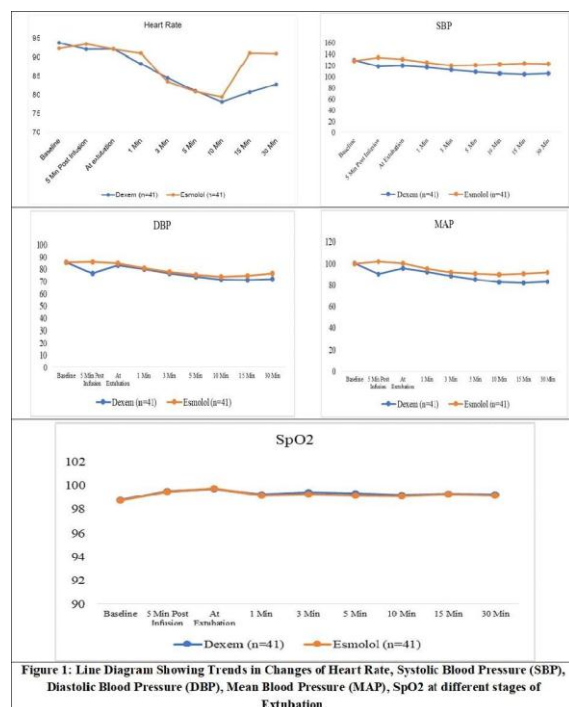 Heart Rate
95
90
85
80
75
70
Baseline
5 Min Post Infusion
At extubation
1 Min
3 Min
5 Min
10 Min
15 Min
30 Min
Dexem (n=41) Esmolol (n=41)
SBP
160
140
120
100
80
60
40
20
0
Baseline
5 Min Post Infusion
At Extubation
1 Min
3 Min
5 Min
10 Min
15 Min
30 Min
Dexem (n=41) Esmolol (n=41)
DBP
100
90
80
70
60
50
40
30
20
10
0
Baseline 5 Min Post At 1 Min 3 Min 5 Min 10 Min 15 Min 30 Min
Infusion Extubation
Dexem (n=41) Esmolol (n=41)
MAP
120
100
80
60
40
20
0
Baseline 5 Min Post At 1 Min 3 Min 5 Min 10 Min 15 Min 30 Min
Infusion Extubation
Dexem (n=41) Esmolol (n=41)
SpO2
102
100
98
96
94
92
90
Baseline 5 Min Post At 1 Min 3 Min 5 Min 10 Min 15 Min 30 Min
Infusion Extubation
Dexem (n=41) Esmolol (n=41)
Figure 1: Line Diagram Showing Trends in Changes of Heart Rate, Systolic Blood Pressure (SBP),
Diastolic Blood Pressure (DBP), Mean Blood Pressure (MAP), SpO2 at different stages of
Extubation